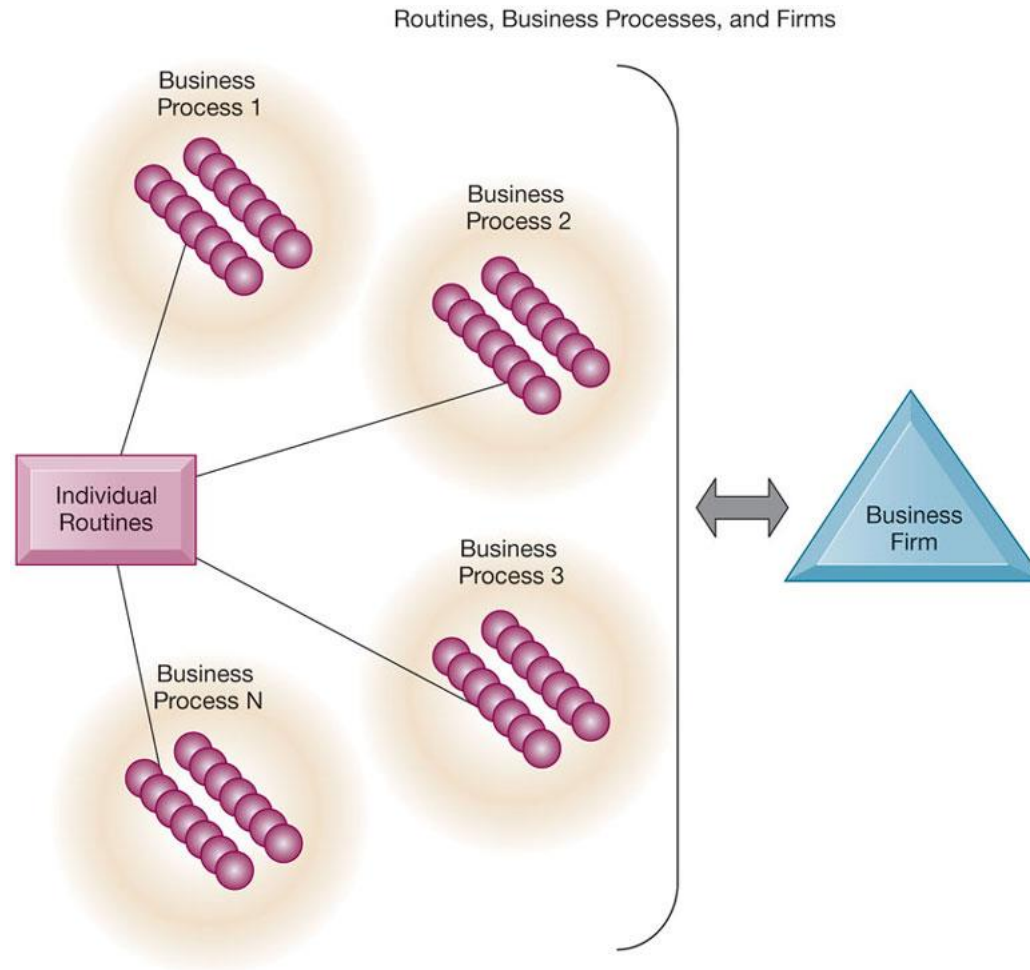 Routines, Business Processes, and Firms
Business
Process 1
Business
Process 2
Individual
Routines
Business
Firm
Business
Process 3
Business
Process N